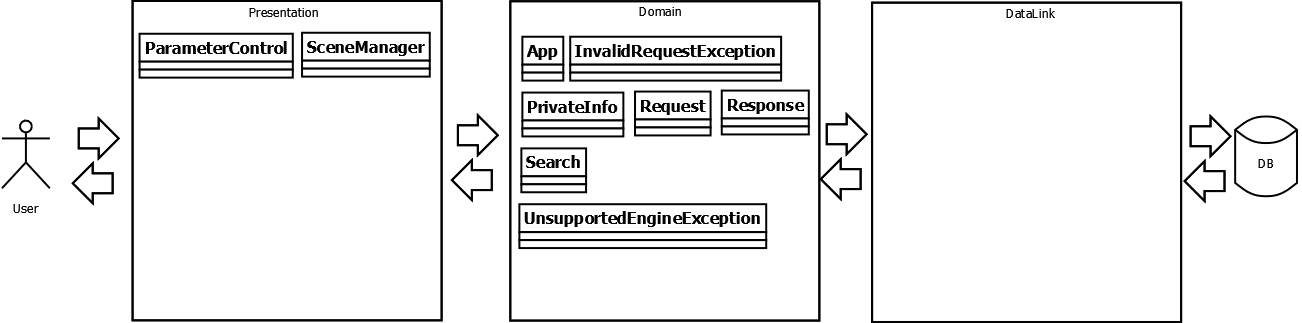 Presentation
Domain
DataLink
ParameterControl
SceneManager
App
InvalidRequestException
PrivateInfo
Request
Response
Search
UnsupportedEngineException
User
DB